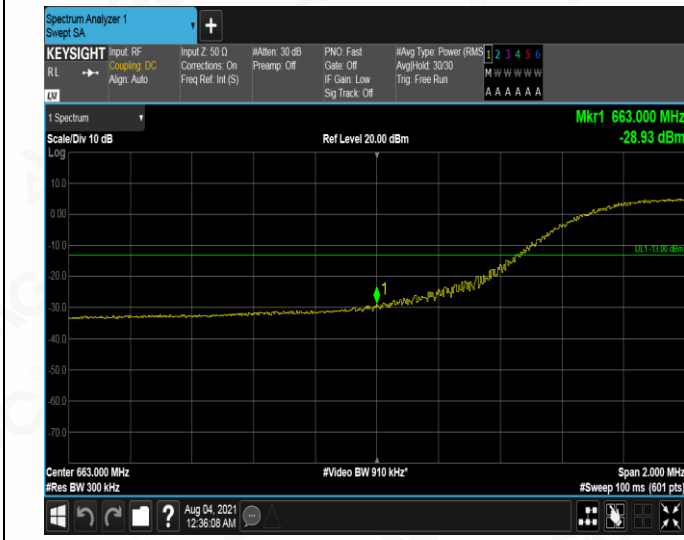 Spectrum Analyzer 1
Swept SA
+
KEYSIGHT
RL
LXI
Input: RF
Coupling: DC
Align: Auto
Input Z: 50 Ω
Corrections: On
Freq Ref: Int (S)
#Atten: 30 dB
Preamp: Off
PNO: Fast
Gate: Off
IF Gain: Low
Sig Track: Off
#Avg Type: Power (RMS
Avg|Hold: 30/30
Trig: Free Run
1 2 3 4 5 6
M W W W W W
A A A A A A
1 Spectrum
Scale/Div 10 dB
Ref Level 20.00 dBm
Mkr1 663.000 MHz
-28.93 dBm
Log
10.0
0.00
-10.0
DL1 -13.00 dBm
-20.0
1
-30.0
-40.0
-50.0
-60.0
-70.0
Center 663.000 MHz
#Video BW 910 kHz*
Span 2.000 MHz
#Res BW 300 kHz
#Sweep 100 ms (601 pts)
?
Aug 04, 2021
12:36:08 AM